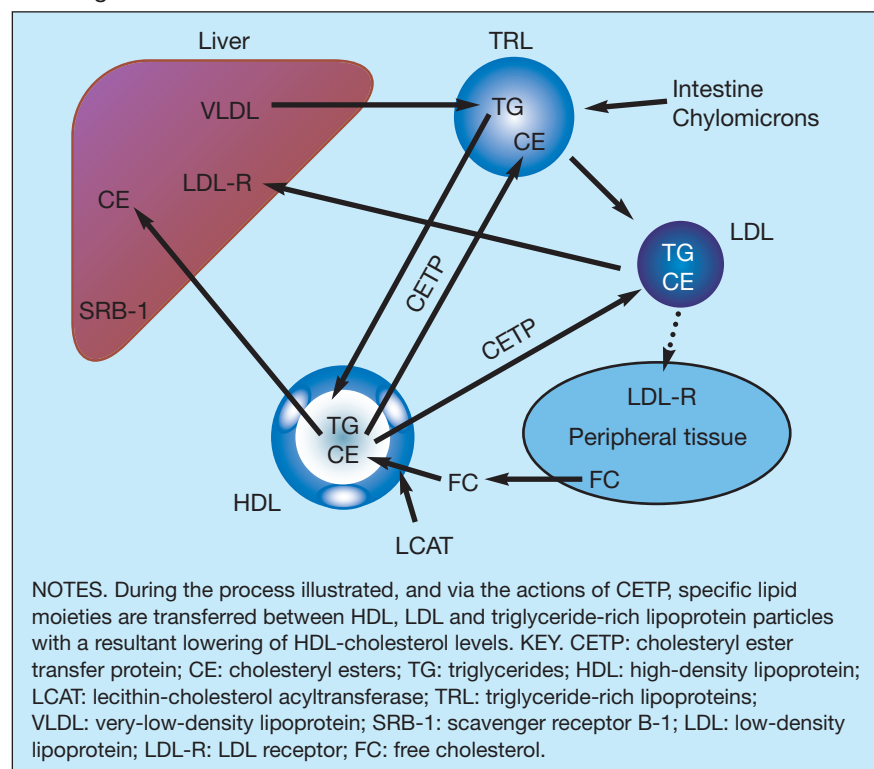 Liver
TRL
VLDL
TG
CE
Intestine
Chylomicrons
LDL-R
CE
LDL
TG
CE
SRB-1
CETP
CETP
LDL-R
Peripheral tissue
FC
FC
TG
CE
HDL
LCAT
NOTES. During the process illustrated, and via the actions of CETP, specific lipid
moieties are transferred between HDL, LDL and triglyceride-rich lipoprotein particles
with a resultant lowering of HDL-cholesterol levels. KEY. CETP: cholesteryl ester
transfer protein; CE: cholesteryl esters; TG: triglycerides; HDL: high-density lipoprotein;
LCAT: lecithin-cholesterol acyltransferase; TRL: triglyceride-rich lipoproteins;
VLDL: very-low-density lipoprotein; SRB-1: scavenger receptor B-1; LDL: low-density
lipoprotein; LDL-R: LDL receptor; FC: free cholesterol.